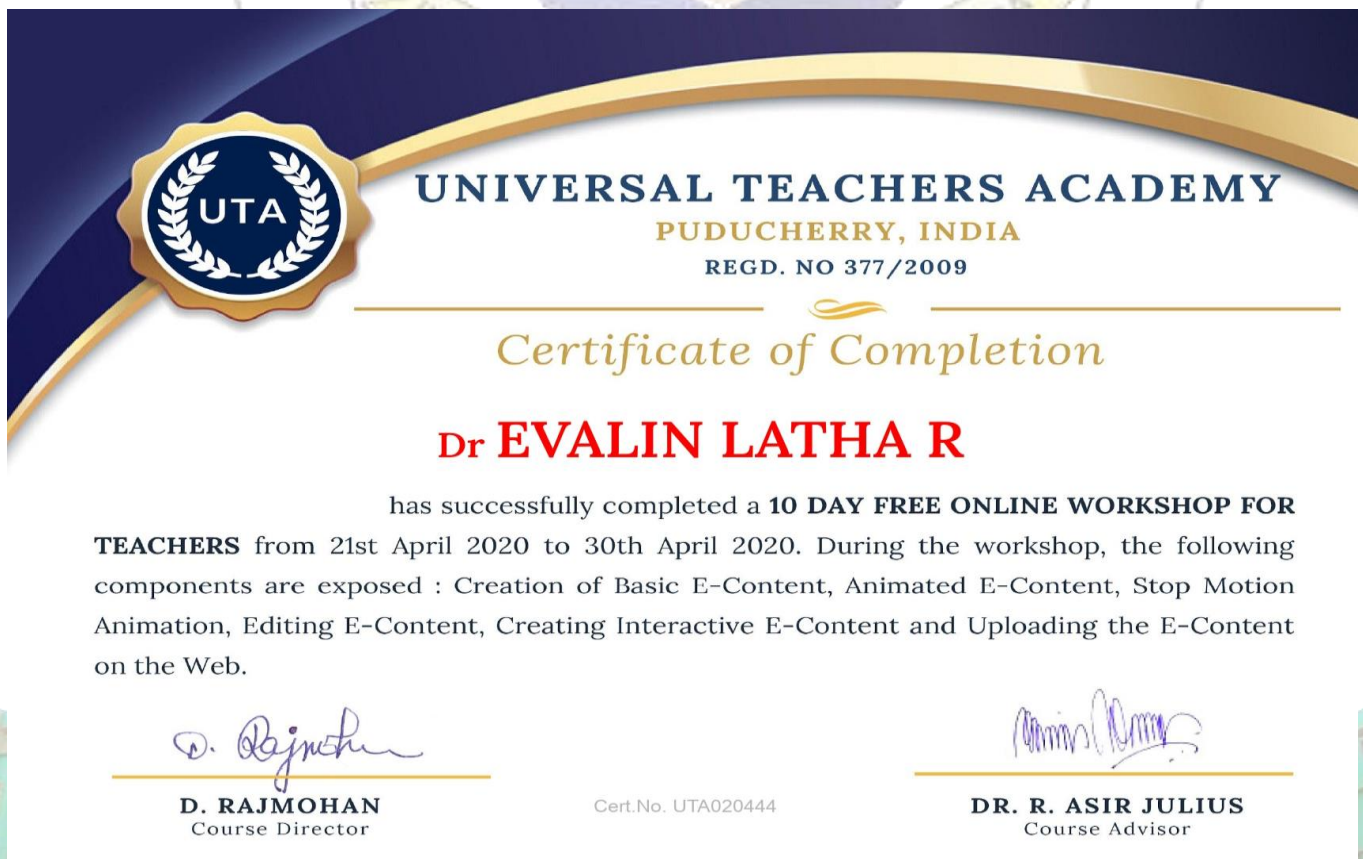 UTA
UNIVERSAL TEACHERS ACADEMY
PUDUCHERRY, INDIA
REGD. NO 377/2009
Certificate of Completion
Dr EVALIN LATHA R
has successfully completed a 10 DAY FREE ONLINE WORKSHOP FOR
TEACHERS from 21st April 2020 to 30th April 2020. During the workshop, the following
components are exposed : Creation of Basic E-Content, Animated E-Content, Stop Motion
Animation, Editing E-Content, Creating Interactive E-Content and Uploading the E-Content
on the Web.
D. Rajmohan
D. RAJMOHAN
Course Director
Cert.No. UTA020444
DR. R. ASIR JULIUS
Course Advisor